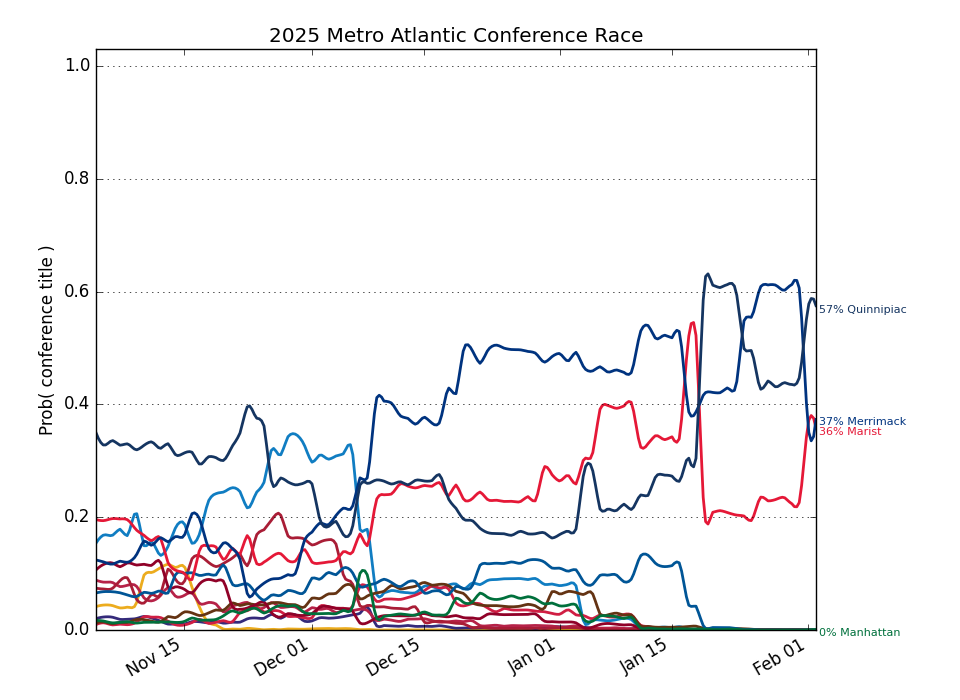 2025 Metro Atlantic Conference Race
Prob( conference title )
1.0
0.8
0.6
0.4
0.2
0.0
Nov 15
Dec 01
Dec 15
Jan 01
Jan 15
Feb 01
57% Quinnipiac
37% Merrimack
36% Marist
0% Manhattan